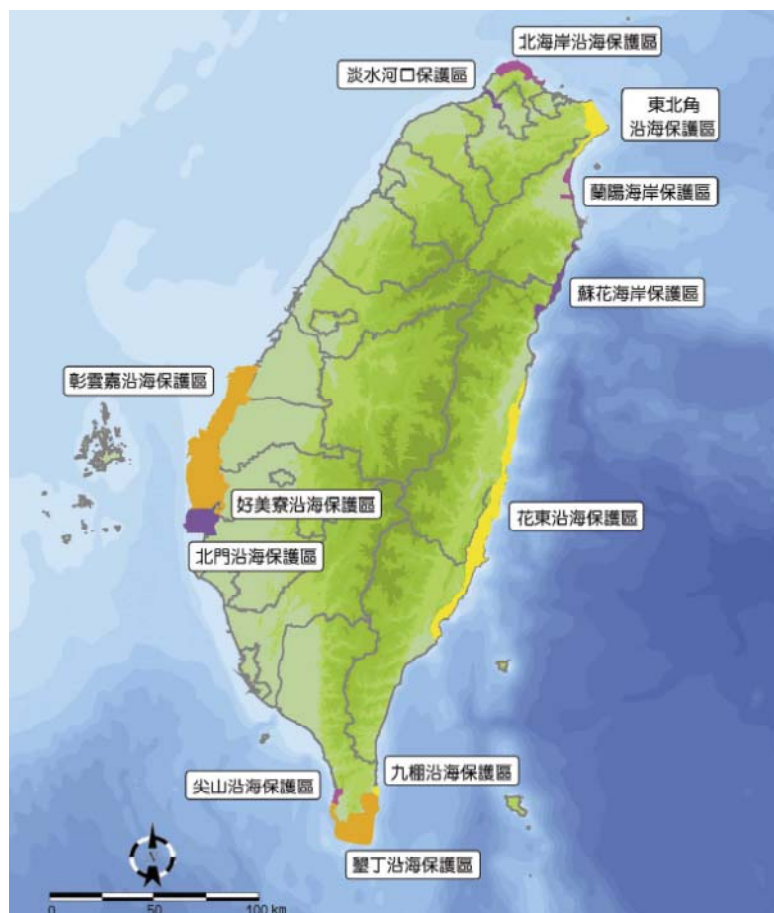 北海岸沿海保護區
淡水河口保護區
東北角
沿海保護區
蘭陽海岸保護區
蘇花海岸保護區
彰雲嘉沿海保護區
好美寮沿海保護區
花東沿海保護區
北門沿海保護區
九棚沿海保護區
尖山沿海保護區
墾丁沿海保護區
0 50 100 km